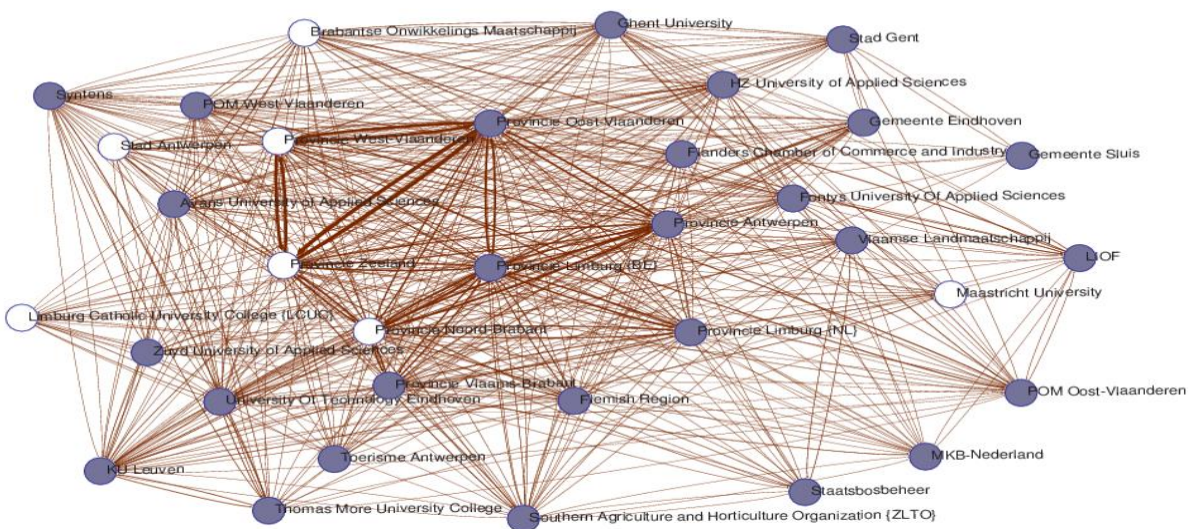 Ghent University
Brabantse Onwikkelings Maatschappij
Stad Gent
HZ University of Applied Sciences
Syntens
POM West-Vlaanderen
Provincie Oost-Vlaanderen
Gemeente Eindhoven
Provincie West-Vlaanderen
Stad Antwerpen
Flanders Chamber of Commerce and Industry
Gemeente Sluis
Avans University of Applied Sciences
Fontys University Of Applied Sciences
Provincie Antwerpen
Vlaamse Landmaatschappij
LIOF
Provincie Zeeland
Provincie Limburg {BE}
Maastricht University
Limburg Catholic University College {LCUC}
Provincie Noord-Brabant
Provincie Limburg {NL}
Zuyd University of Applied Sciences
Provincie Vlaams-Brabant
POM Oost-Vlaanderen
University Of Technology Eindhoven
Flemish Region
Toerisme Antwerpen
MKB-Nederland
KU Leuven
Staatsbosbeheer
Thomas More University College
Southern Agriculture and Horticulture Organization {ZLTO}